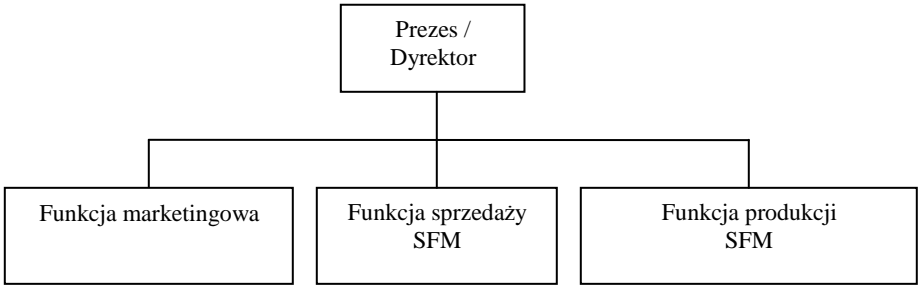 Prezes /
Dyrektor
Funkcja marketingowa
Funkcja sprzedaży
SFM
Funkcja produkcji
SFM